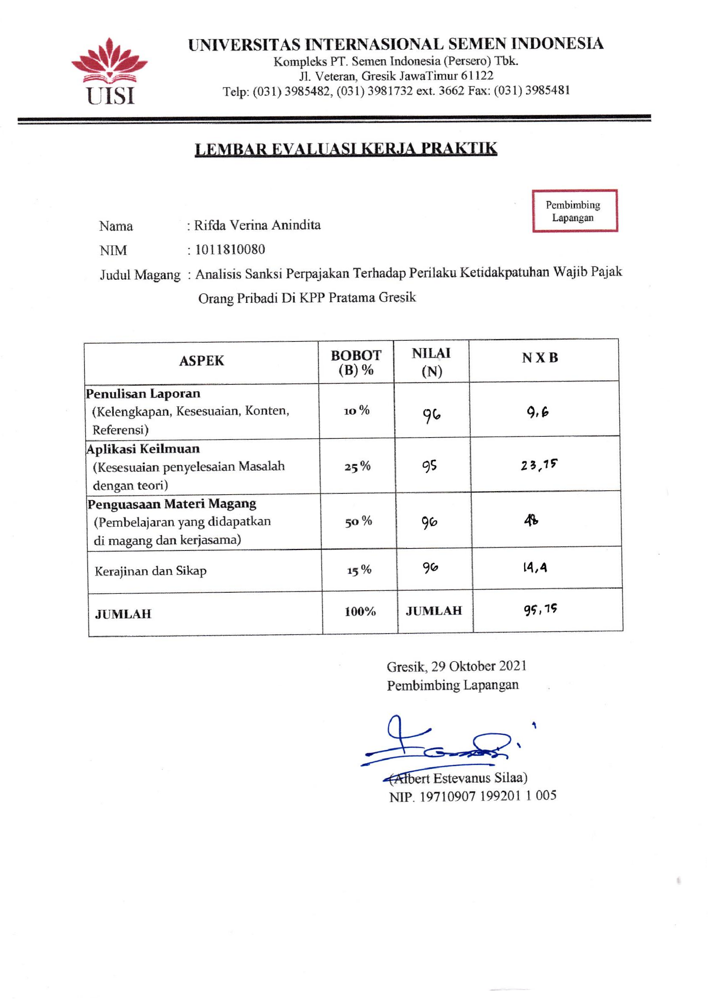 UNIVERSITAS INTERNASIONAL SEMEN INDONESIA
Kompleks PT. Semen Indonesia (Persero) Tbk.
Jl. Veteran, Gresik JawaTimur 61122
Telp: (031) 3985482, (031) 3981732 ext. 3662 Fax: (031) 3985481
UISI
LEMBAR EVALUASI KERJA PRAKTIK
Pembimbing
Lapangan
Nama : Rifda Verina Anindita
NIM : 1011810080
Judul Magang : Analisis Sanksi Perpajakan Terhadap Perilaku Ketidakpatuhan Wajib Pajak
Orang Pribadi Di KPP Pratama Gresik
ASPEK BOBOT (B) % NILAI (N) N X B
Penulisan Laporan
(Kelengkapan, Kesesuaian, Konten, 10 % 96 9,6
Referensi)
Aplikasi Keilmuan
(Kesesuaian penyelesaian Masalah 25 % 95 23,75
dengan teori)
Penguasaan Materi Magang
(Pembelajaran yang didapatkan 50 % 96 48
di magang dan kerjasama)
Kerajinan dan Sikap 15 % 96 14,4
JUMLAH 100% JUMLAH 95,75
Gresik, 29 Oktober 2021
Pembimbing Lapangan
(Albert Estevanus Silaa)
NIP. 19710907 199201 1 005